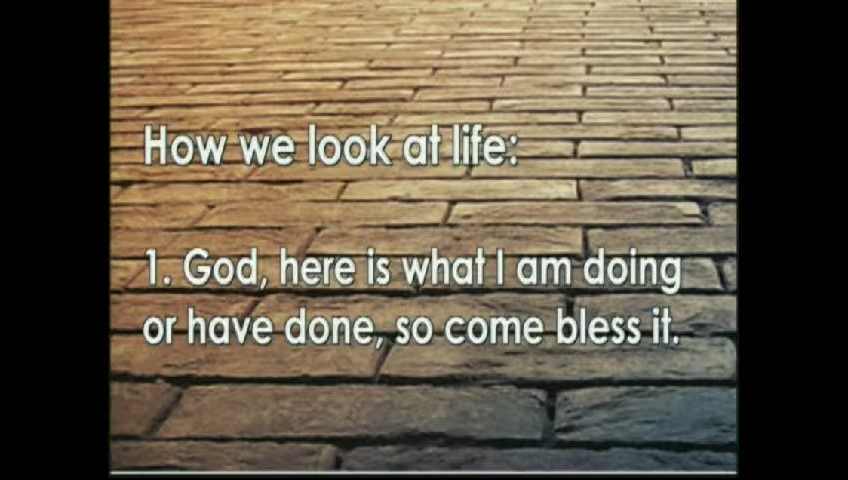 How we look at life:
1. God, here is what I am doing
or have done, so come bless it.